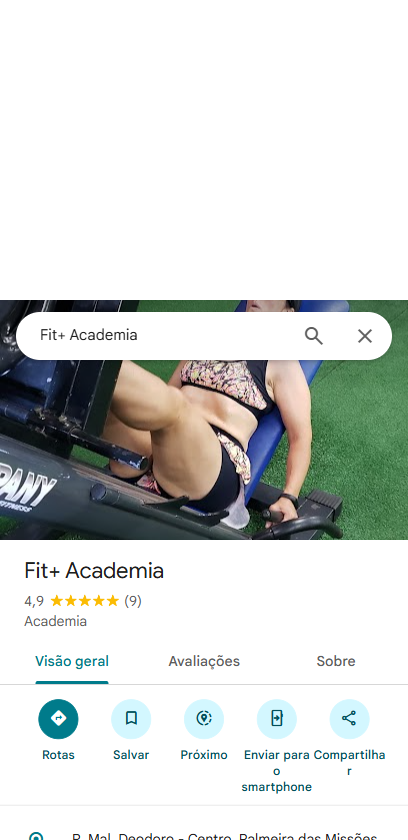 Fit+ Academia
PANY
FITNESS
Fit+ Academia
4,9 ★★★★★ (9)
Academia
Visão geral Avaliações Sobre
Rotas Salvar Próximo Enviar para o smartphone Compartilhar
R. Mal. Deodoro - Centro, Palmeira das Missões